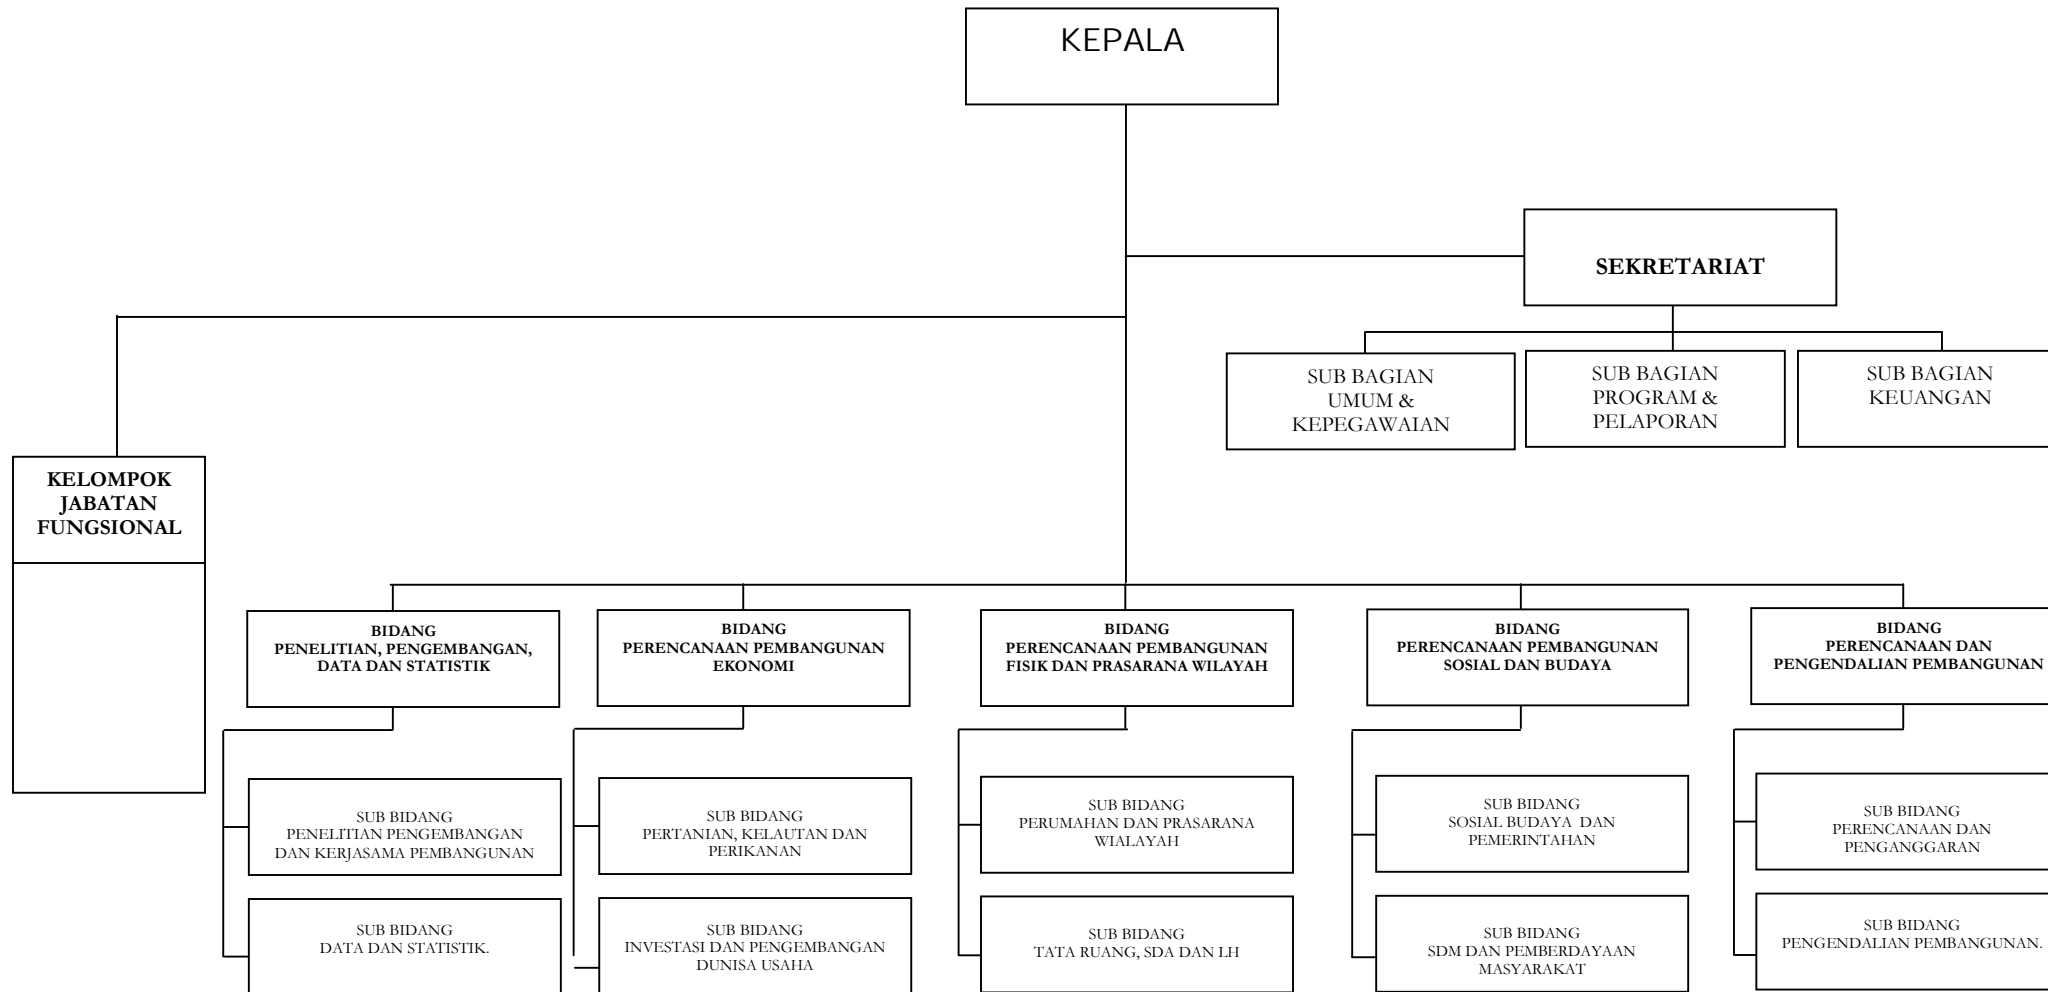 KEPALA
SEKRETARIAT
SUB BAGIAN
UMUM &
KEPEGAWAIAN
SUB BAGIAN
PROGRAM &
PELAPORAN
SUB BAGIAN
KEUANGAN
KELOMPOK
JABATAN
FUNGSIONAL
BIDANG
PENELITIAN, PENGEMBANGAN,
DATA DAN STATISTIK
BIDANG
PERENCANAAN PEMBANGUNAN
EKONOMI
BIDANG
PERENCANAAN PEMBANGUNAN
FISIK DAN PRASARANA WILAYAH
BIDANG
PERENCANAAN PEMBANGUNAN
SOSIAL DAN BUDAYA
BIDANG
PERENCANAAN DAN
PENGENDALIAN PEMBANGUNAN
SUB BIDANG
PENELITIAN PENGEMBANGAN
DAN KERJASAMA PEMBANGUNAN
SUB BIDANG
PERTANIAN, KELAUTAN DAN
PERIKANAN
SUB BIDANG
PERUMAHAN DAN PRASARANA
WIALAYAH
SUB BIDANG
SOSIAL BUDAYA  DAN
PEMERINTAHAN
SUB BIDANG
PERENCANAAN DAN
PENGANGGARAN
SUB BIDANG
DATA DAN STATISTIK.
SUB BIDANG
INVESTASI DAN PENGEMBANGAN
DUNISA USAHA
SUB BIDANG
TATA RUANG, SDA DAN LH
SUB BIDANG
SDM DAN PEMBERDAYAAN
MASYARAKAT
SUB BIDANG
PENGENDALIAN PEMBANGUNAN.